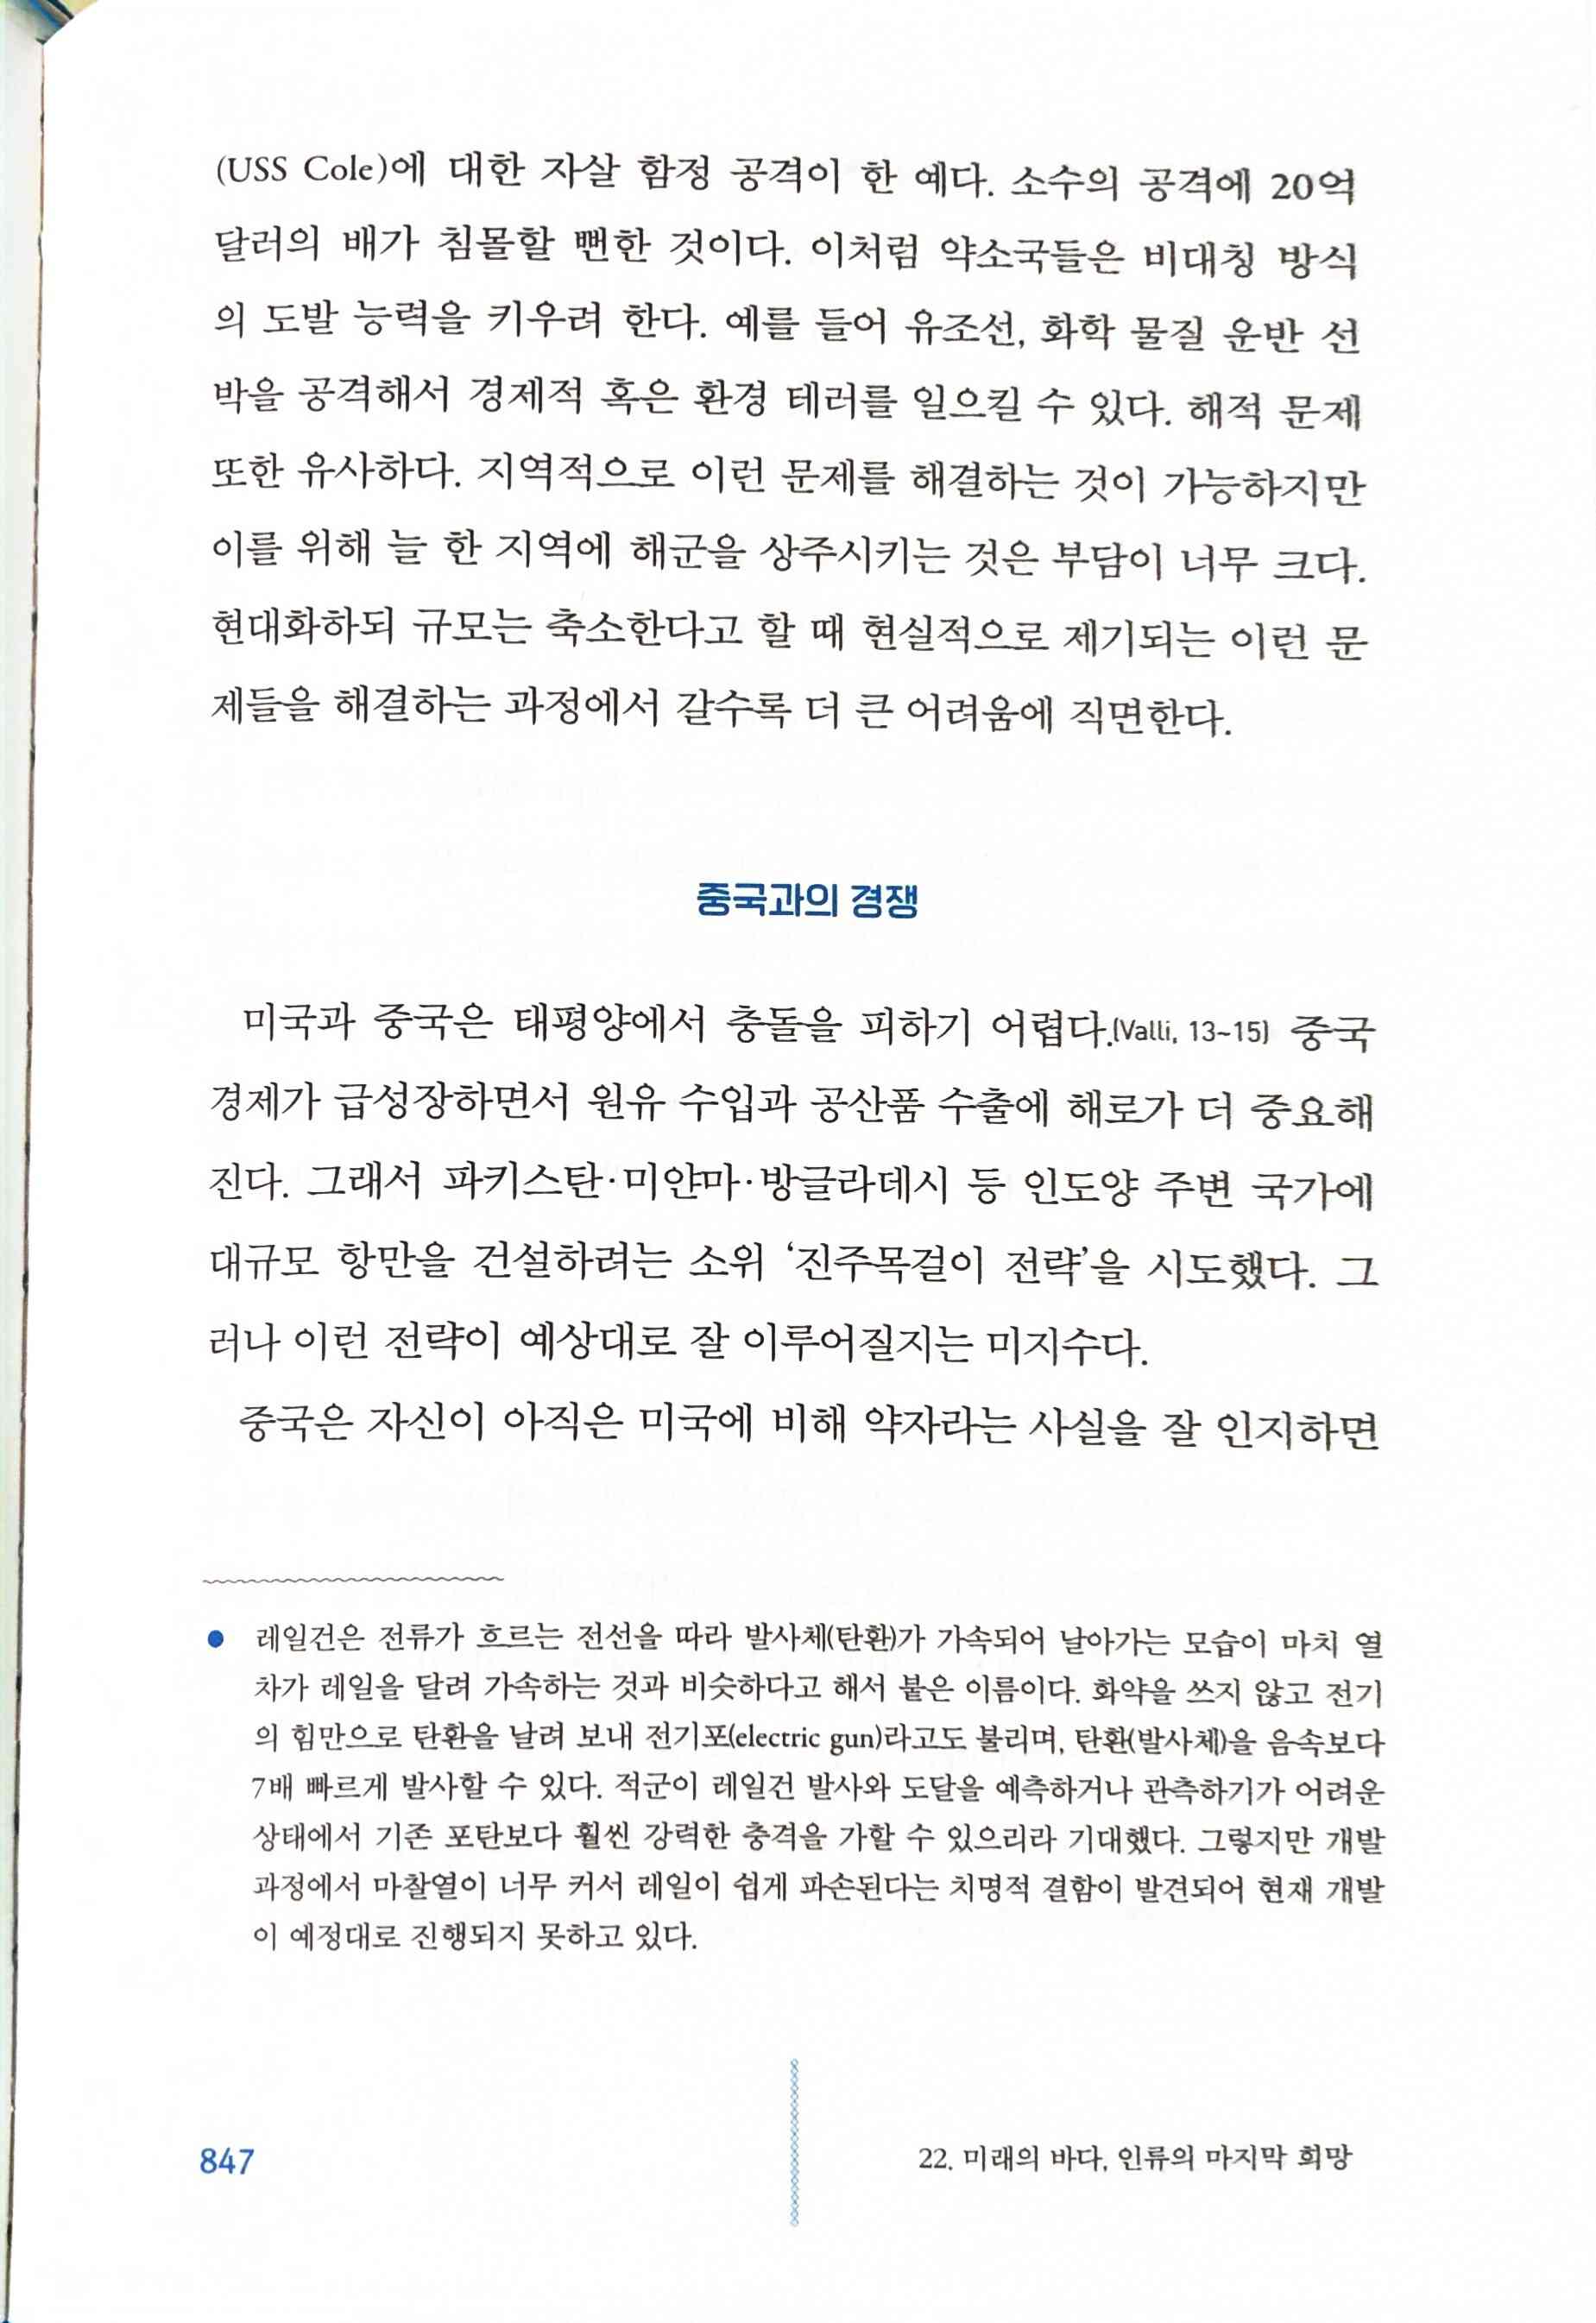 (USS Cole)에 대한 자살 함정 공격이 한 예다. 소수의 공격에 20억
달러의 배가 침몰할 뻔한 것이다. 이처럼 약소국들은 비대칭 방식
의 도발 능력을 키우려 한다. 예를 들어 유조선, 화학 물질 운반 선
박을 공격해서 경제적 혹은 환경 테러를 일으킬 수 있다. 해적 문제
또한 유사하다. 지역적으로 이런 문제를 해결하는 것이 가능하지만
이를 위해 늘 한 지역에 해군을 상주시키는 것은 부담이 너무 크다.
현대화하되 규모는 축소한다고 할 때 현실적으로 제기되는 이런 문
제들을 해결하는 과정에서 갈수록 더 큰 어려움에 직면한다.
중국과의 경쟁
미국과 중국은 태평양에서 충돌을 피하기 어렵다.(Valli, 13~15) 중국
경제가 급성장하면서 원유 수입과 공산품 수출에 해로가 더 중요해
진다. 그래서 파키스탄·미얀마·방글라데시 등 인도양 주변 국가에
대규모 항만을 건설하려는 소위 ‘진주목걸이 전략’을 시도했다. 그
러나 이런 전략이 예상대로 잘 이루어질지는 미지수다.
중국은 자신이 아직은 미국에 비해 약자라는 사실을 잘 인지하면
● 레일건은 전류가 흐르는 전선을 따라 발사체(탄환)가 가속되어 날아가는 모습이 마치 열
차가 레일을 달려 가속하는 것과 비슷하다고 해서 붙은 이름이다. 화약을 쓰지 않고 전기
의 힘만으로 탄환을 날려 보내 전기포(electric gun)라고도 불리며, 탄환(발사체)을 음속보다
7배 빠르게 발사할 수 있다. 적군이 레일건 발사와 도달을 예측하거나 관측하기가 어려운
상태에서 기존 포탄보다 훨씬 강력한 충격을 가할 수 있으리라 기대했다. 그렇지만 개발
과정에서 마찰열이 너무 커서 레일이 쉽게 파손된다는 치명적 결함이 발견되어 현재 개발
이 예정대로 진행되지 못하고 있다.
847
22. 미래의 바다, 인류의 마지막 희망